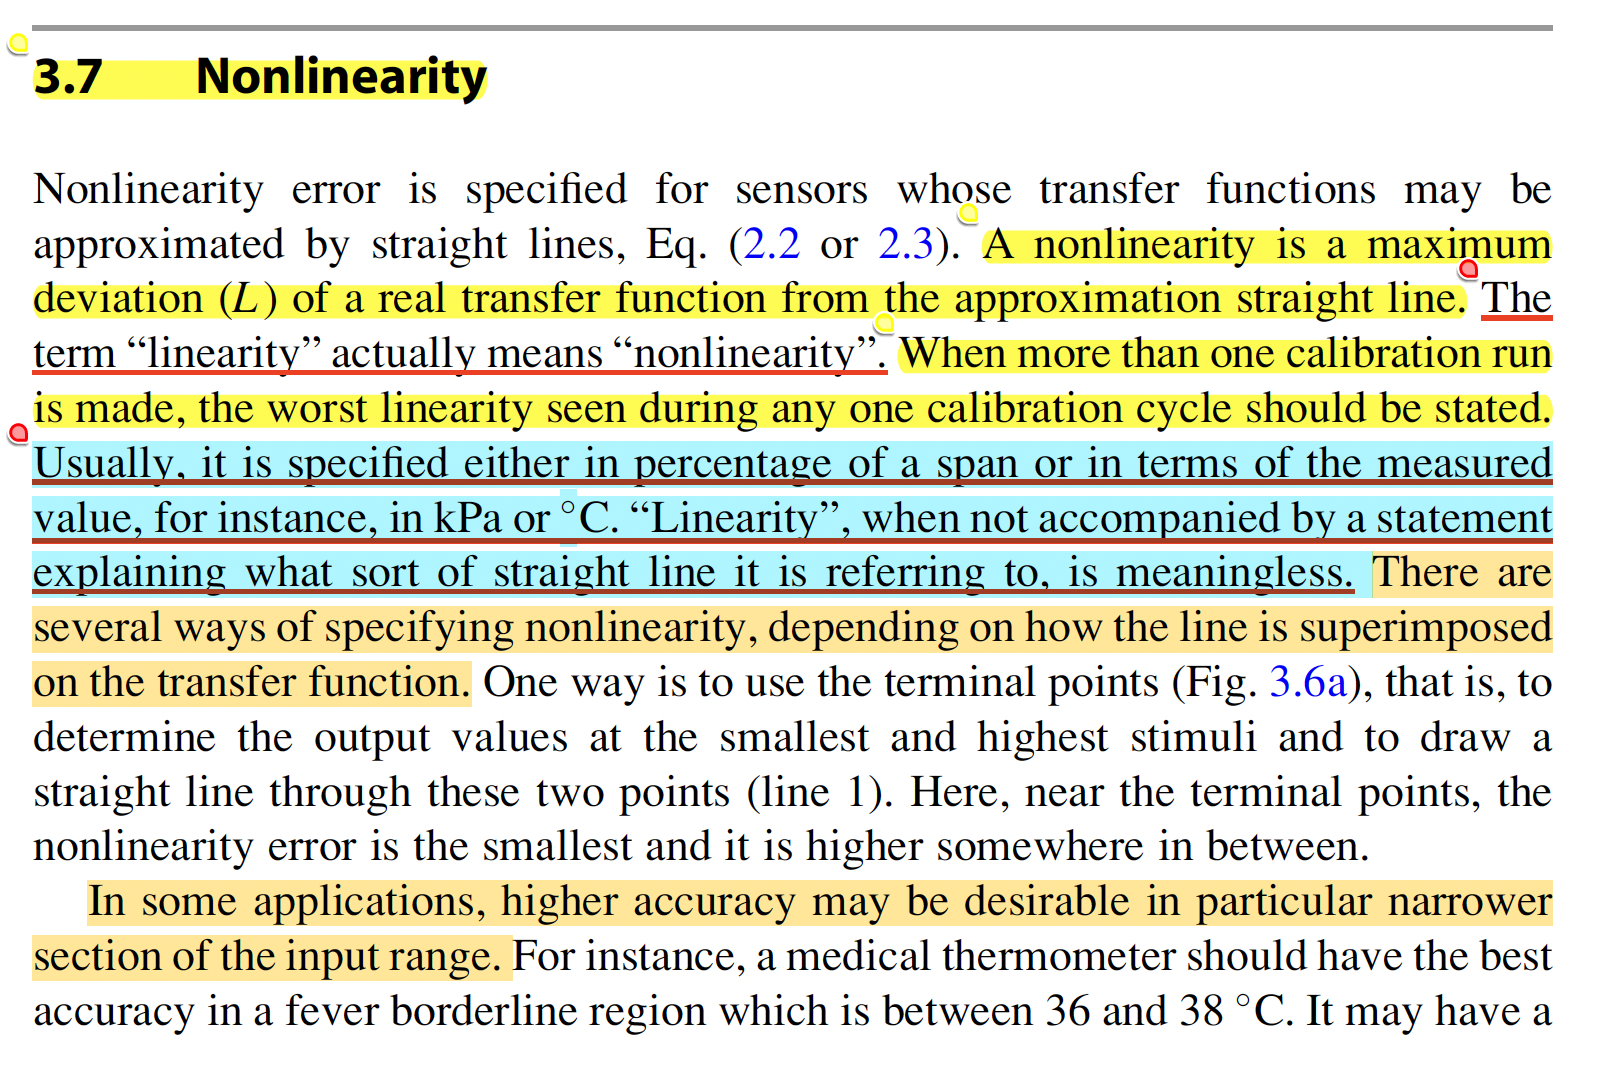 3.7 Nonlinearity
Nonlinearity error is specified for sensors whose transfer functions may be
approximated by straight lines, Eq. (2.2 or 2.3). A nonlinearity is a maximum
deviation (L) of a real transfer function from the approximation straight line. The
term “linearity” actually means “nonlinearity”. When more than one calibration run
is made, the worst linearity seen during any one calibration cycle should be stated.
Usually, it is specified either in percentage of a span or in terms of the measured
value, for instance, in kPa or °C. “Linearity”, when not accompanied by a statement
explaining what sort of straight line it is referring to, is meaningless. There are
several ways of specifying nonlinearity, depending on how the line is superimposed
on the transfer function. One way is to use the terminal points (Fig. 3.6a), that is, to
determine the output values at the smallest and highest stimuli and to draw a
straight line through these two points (line 1). Here, near the terminal points, the
nonlinearity error is the smallest and it is higher somewhere in between.
In some applications, higher accuracy may be desirable in particular narrower
section of the input range. For instance, a medical thermometer should have the best
accuracy in a fever borderline region which is between 36 and 38 °C. It may have a